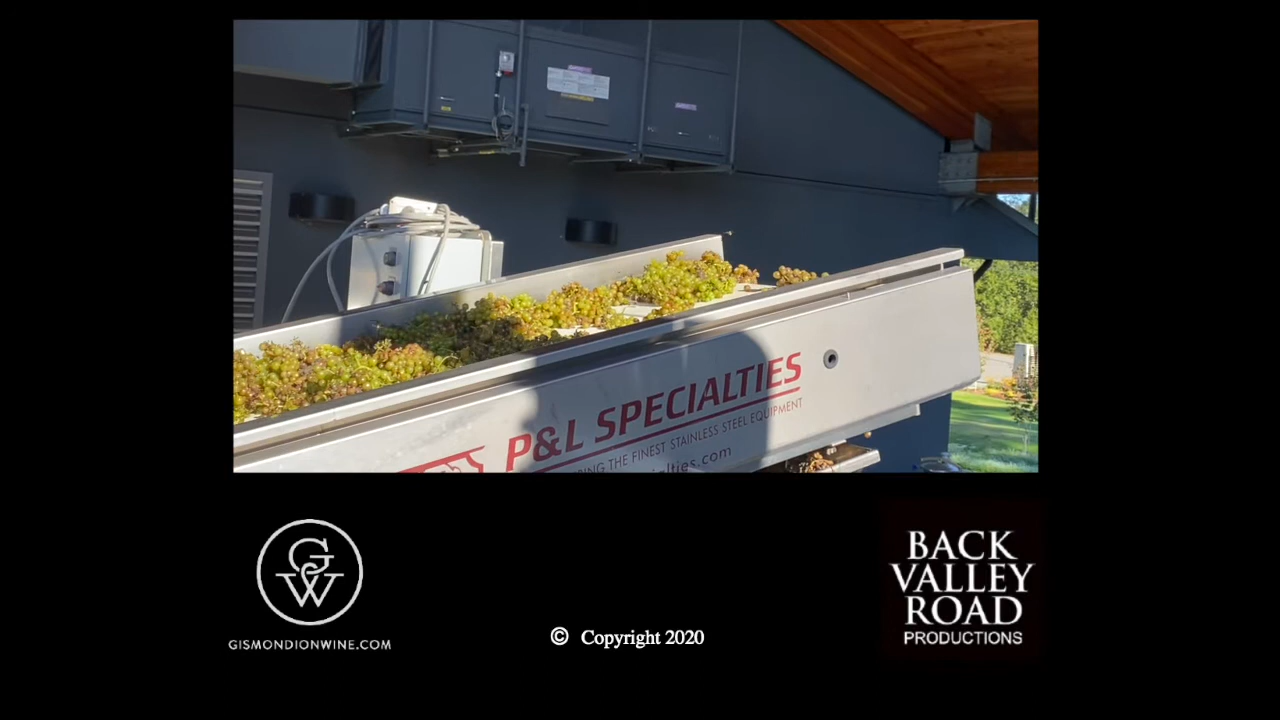 P&L SPECIALTIES
THE FINEST STAINLESS STEEL EQUIPMENT
GW
GISMONDIONWINE.COM
© Copyright 2020
BACK
VALLEY
ROAD
PRODUCTIONS